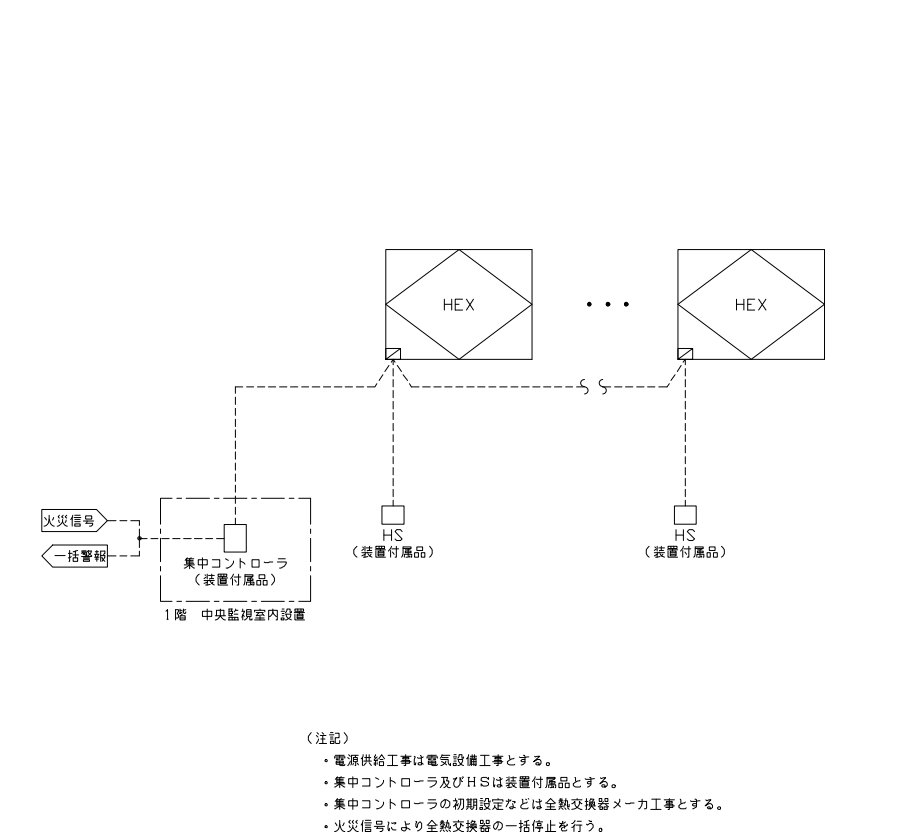 HEX
HEX
火災信号
一括警報
集中コントローラ
(装置付属品)
1階　中央監視室内設置
HS
(装置付属品)
HS
(装置付属品)
(注記)
・電源供給工事は電気設備工事とする。
・集中コントローラ及びHSは装置付属品とする。
・集中コントローラの初期設定などは全熱交換器メーカ工事とする。
・火災信号により全熱交換器の一括停止を行う。